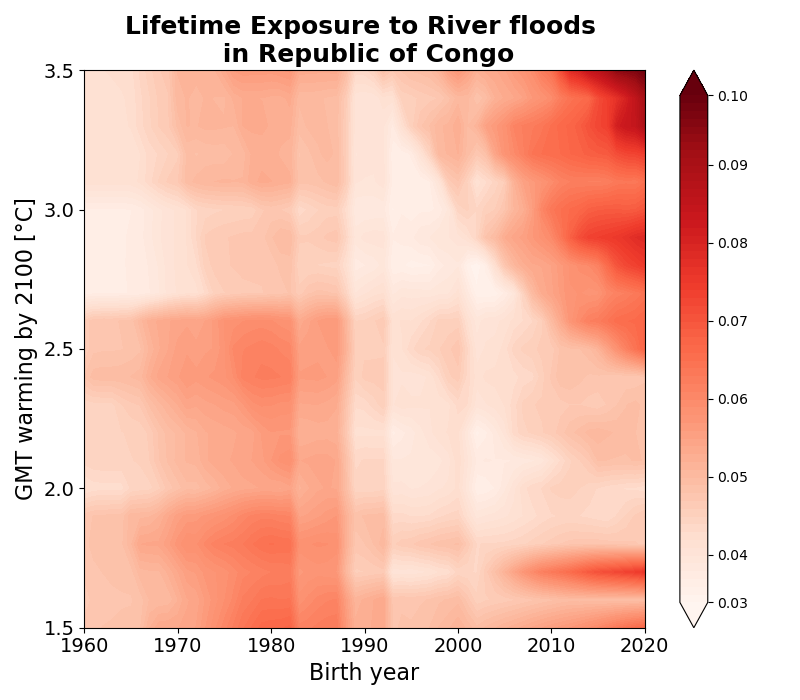 Lifetime Exposure to River floods
in Republic of Congo
GMT warming by 2100 [°C]
3.5
3.0
2.5
2.0
1.5
1960 1970 1980 1990 2000 2010 2020
Birth year
0.10
0.09
0.08
0.07
0.06
0.05
0.04
0.03